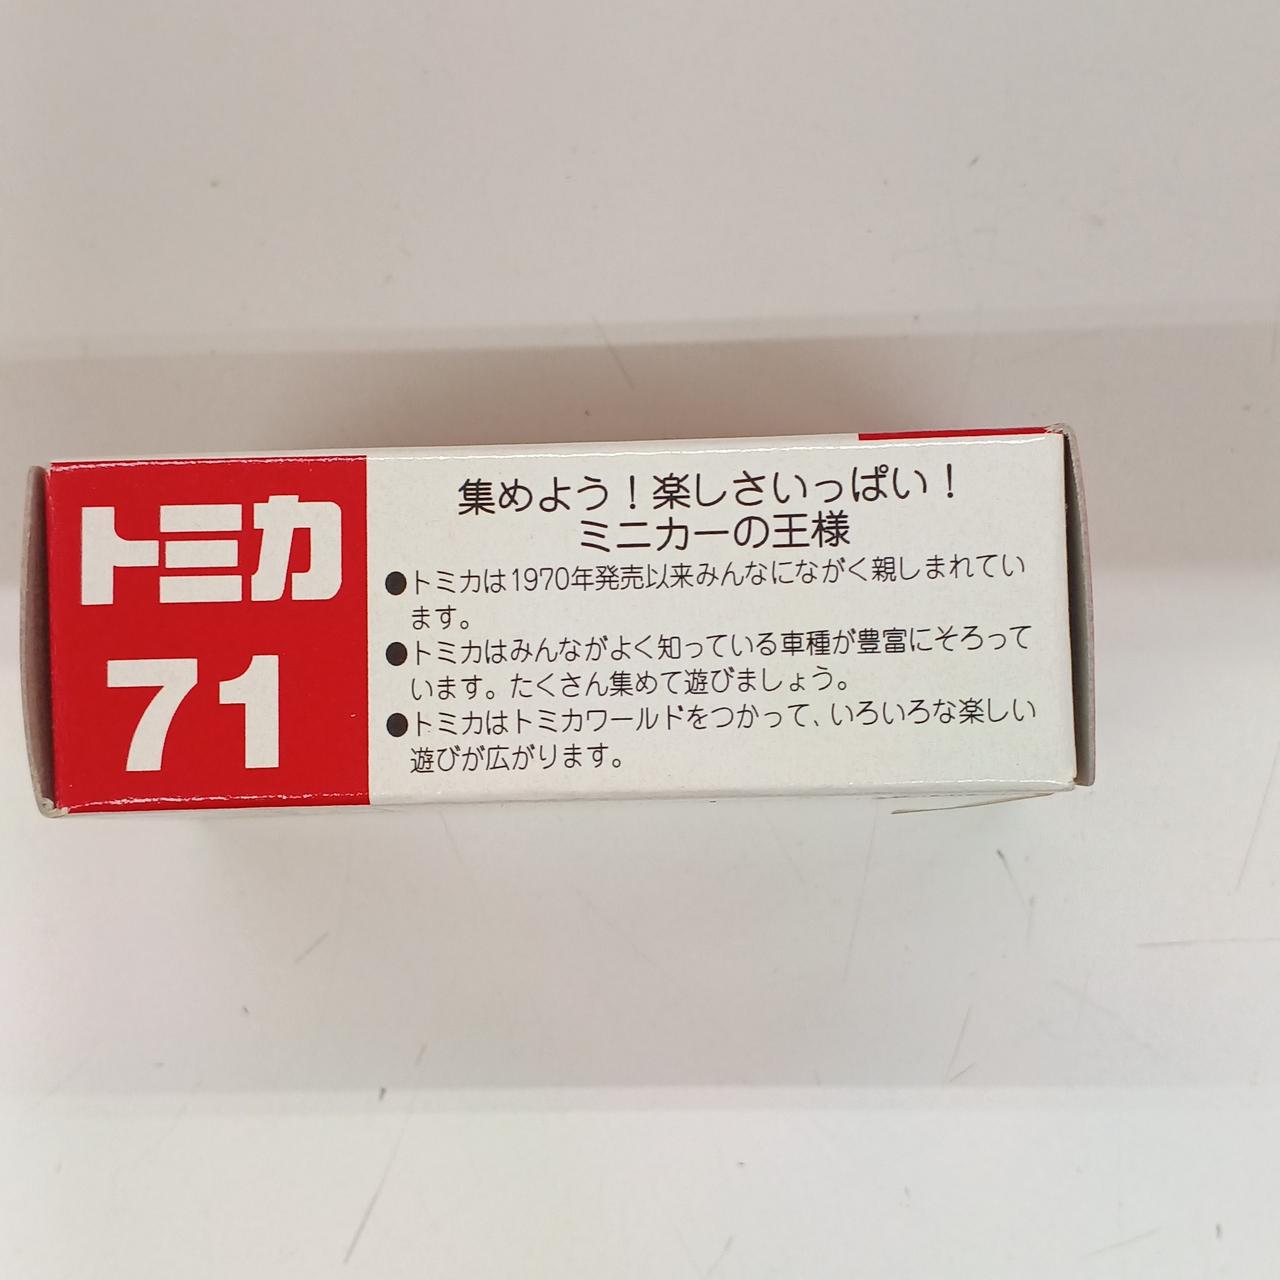 トミカ
71
集めよう！楽しさいっぱい！
ミニカーの王様
●トミカは1970年発売以来みんなにながく親しまれてい
ます。
●トミカはみんながよく知っている車種が豊富にそろって
います。たくさん集めて遊びましょう。
●トミカはトミカワールドをつかって、いろいろな楽しい
遊びが広がります。